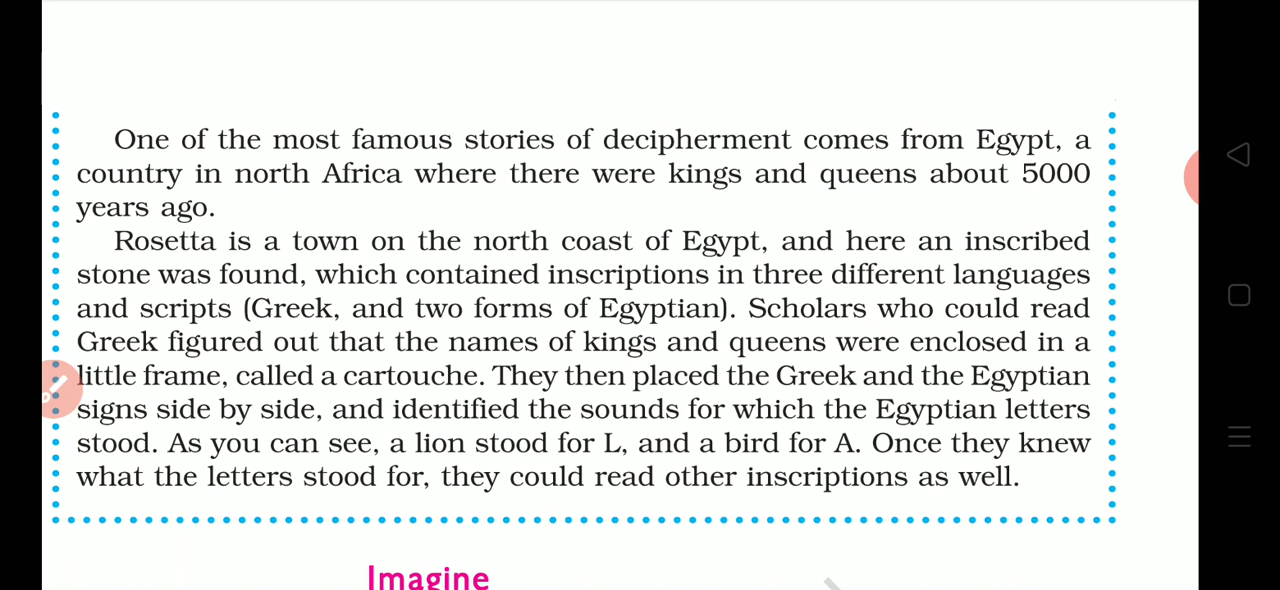 One of the most famous stories of decipherment comes from Egypt, a
country in north Africa where there were kings and queens about 5000
years ago.
Rosetta is a town on the north coast of Egypt, and here an inscribed
stone was found, which contained inscriptions in three different languages
and scripts (Greek, and two forms of Egyptian). Scholars who could read
Greek figured out that the names of kings and queens were enclosed in a
little frame, called a cartouche. They then placed the Greek and the Egyptian
signs side by side, and identified the sounds for which the Egyptian letters
stood. As you can see, a lion stood for L, and a bird for A. Once they knew
what the letters stood for, they could read other inscriptions as well.
Imagine